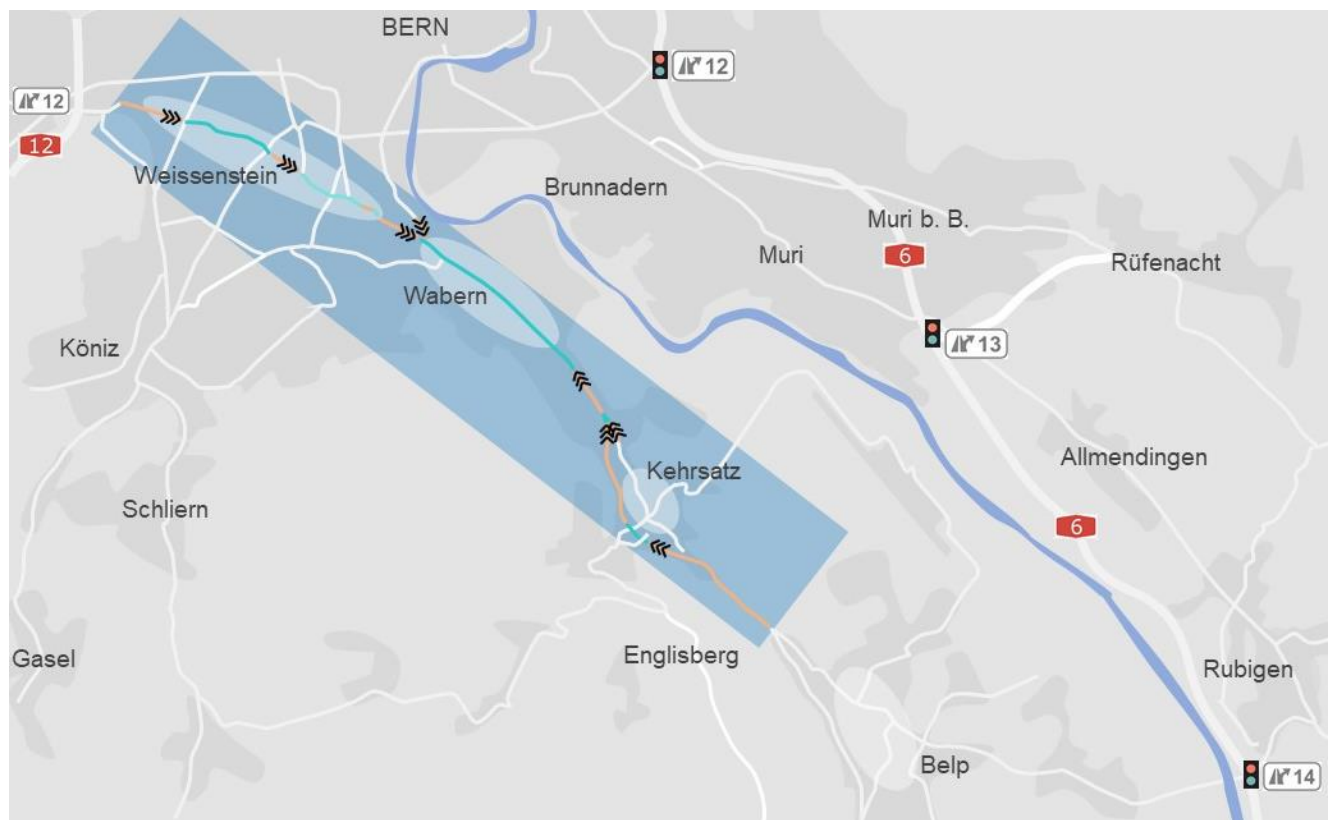 BERN
12
12
12
Weissenstein
Brunnadern
Muri b. B.
Muri
6
Rüfenacht
Wabern
Köniz
13
Kehrsatz
Allmendingen
Schliern
6
Gasel
Englisberg
Rubigen
Belp
14